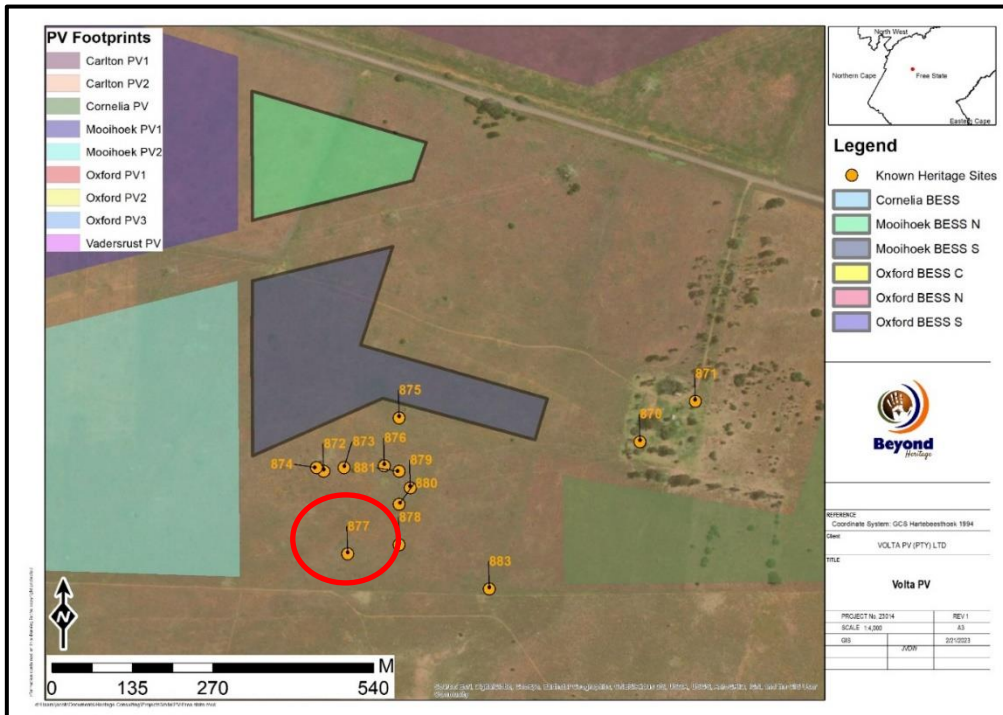 PV Footprints
Carlton PV1
Carlton PV2
Cornelia PV
Mooihoek PV1
Mooihoek PV2
Oxford PV1
Oxford PV2
Oxford PV3
Vadersrust PV
875
872
873
876
879
874
881
880
877
878
883
870
871
N
M
0
135
270
540
North West
Northern Cape
Free State
Eastern Cape
Legend
Known Heritage Sites
Cornelia BESS
Mooihoek BESS N
Mooihoek BESS S
Oxford BESS C
Oxford BESS N
Oxford BESS S
Beyond
Heritage
REFERENCE
Coordinate System: GCS Hartebeesthoek 1994
Client
VOLTA PV (PTY) LTD
TITLE
Volta PV
PROJECT No. 23014
REV 1
SCALE 1:4,000
A3
GIS
JVDW
2/21/2023